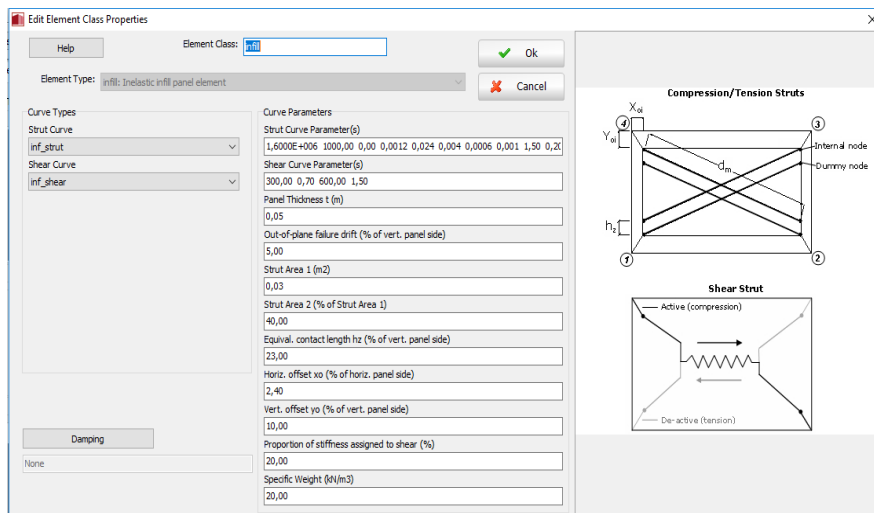 Edit Element Class Properties
Help
Element Class:
infill
Ok
Element Type:
infill: Inelastic infill panel element
Cancel
Curve Types
Strut Curve
inf_strut
Shear Curve
inf_shear
Damping
None
Curve Parameters
Strut Curve Parameter(s)
1,6000E+006 1000,00 0,00 0,0012 0,024 0,004 0,0006 0,001 1,50 0,20
Shear Curve Parameter(s)
300,00 0,70 600,00 1,50
Panel Thickness t (m)
0,05
Out-of-plane failure drift (% of vert. panel side)
5,00
Strut Area 1 (m2)
0,03
Strut Area 2 (% of Strut Area 1)
40,00
Equival. contact length hz (% of vert. panel side)
23,00
Horiz. offset xo (% of horiz. panel side)
2,40
Vert. offset yo (% of vert. panel side)
10,00
Proportion of stiffness assigned to shear (%)
20,00
Specific Weight (kN/m3)
20,00
Compression/Tension Struts
Xoi
4
3
Yoi
Internal node
dm
Dummy node
hz
1
2
Shear Strut
Active (compression)
De-active (tension)